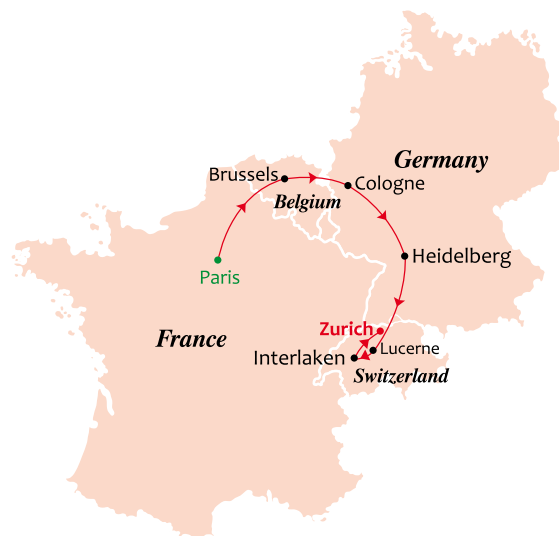 Germany
Brussels
Cologne
Belgium
Heidelberg
Paris
Zurich
France
Lucerne
Interlaken
Switzerland